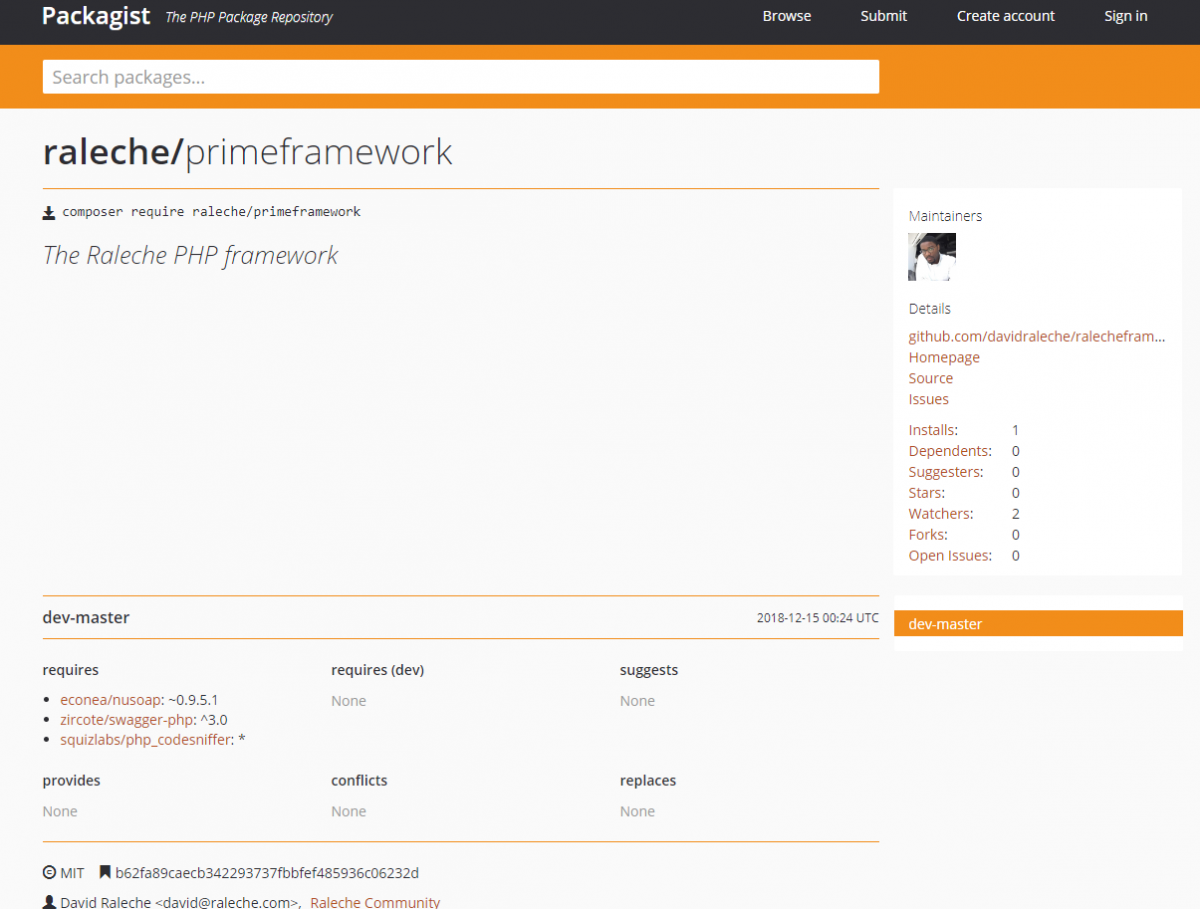 Packagist The PHP Package Repository
Browse Submit Create account Sign in
Search packages...
raleche/primeframework
composer require raleche/primeframework
The Raleche PHP framework
Maintainers
Details
github.com/davidraleche/ralechefram...
Homepage
Source
Issues
Installs: 1
Dependents: 0
Suggesters: 0
Stars: 0
Watchers: 2
Forks: 0
Open Issues: 0
dev-master 2018-12-15 00:24 UTC
dev-master
requires requires (dev) suggests
econea/nusoap: ~0.9.5.1 None None
zircote/swagger-php: ^3.0
squizlabs/php_codesniffer: *
provides conflicts replaces
None None None
MIT b62fa89caecb342293737fbbfef485936c06232d
David Raleche <david@raleche.com>, Raleche Community